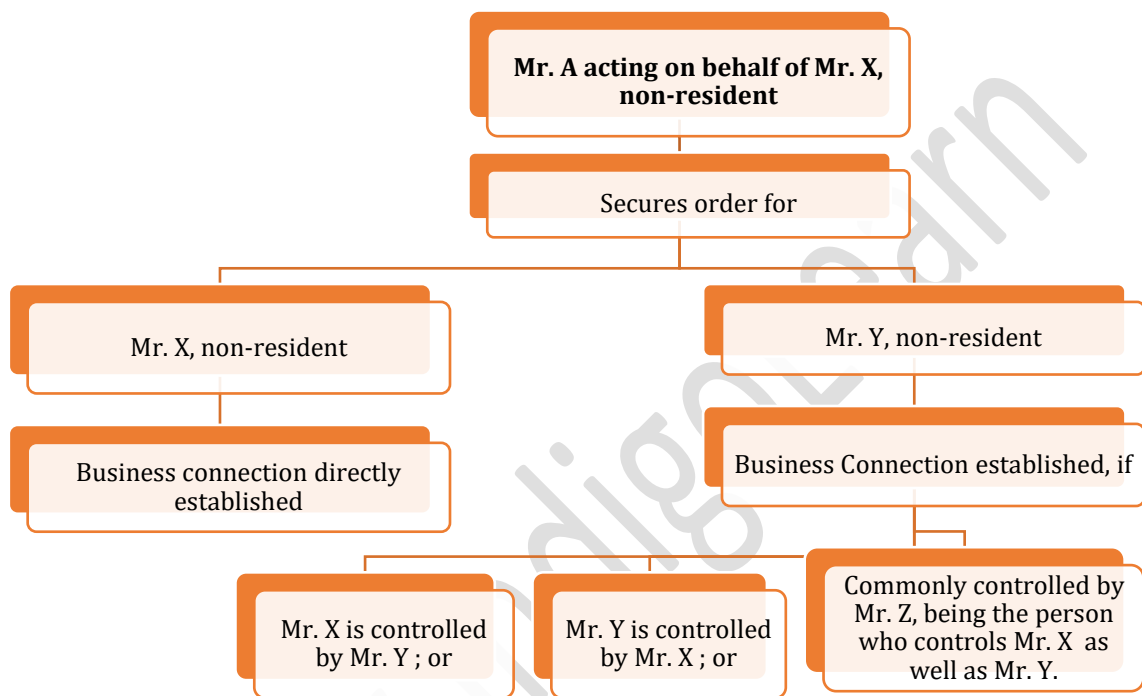 Mr. A acting on behalf of Mr. X,
non-resident
Secures order for
Mr. X, non-resident
Mr. Y, non-resident
Business connection directly
established
Business Connection established, if
Mr. X is controlled
by Mr. Y ; or
Mr. Y is controlled
by Mr. X ; or
Commonly controlled by
Mr. Z, being the person
who controls Mr. X as
well as Mr. Y.